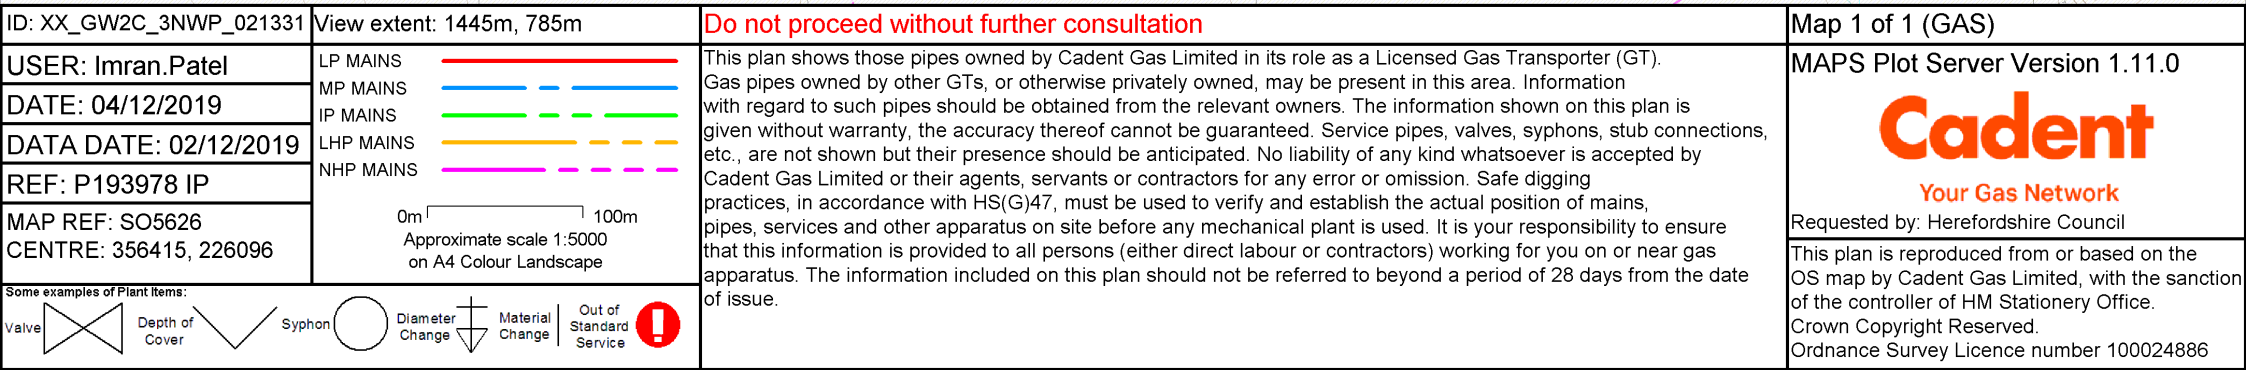 ID: XX_GW2C_3NWP_021331
USER: Imran.Patel
DATE: 04/12/2019
DATA DATE: 02/12/2019
REF: P193978 IP
MAP REF: SO5626
CENTRE: 356415, 226096
View extent: 1445m, 785m
LP MAINS
MP MAINS
IP MAINS
LHP MAINS
NHP MAINS
0m 100m
Approximate scale 1:5000
on A4 Colour Landscape
Some examples of Plant Items:
Valve
Depth of
Cover
Syphon
Diameter
Change
Material
Change
Out of
Standard
Service
Do not proceed without further consultation
This plan shows those pipes owned by Cadent Gas Limited in its role as a Licensed Gas Transporter (GT).
Gas pipes owned by other GTs, or otherwise privately owned, may be present in this area. Information
with regard to such pipes should be obtained from the relevant owners. The information shown on this plan is
given without warranty, the accuracy thereof cannot be guaranteed. Service pipes, valves, syphons, stub connections,
etc., are not shown but their presence should be anticipated. No liability of any kind whatsoever is accepted by
Cadent Gas Limited or their agents, servants or contractors for any error or omission. Safe digging
practices, in accordance with HS(G)47, must be used to verify and establish the actual position of mains,
pipes, services and other apparatus on site before any mechanical plant is used. It is your responsibility to ensure
that this information is provided to all persons (either direct labour or contractors) working for you on or near gas
apparatus. The information included on this plan should not be referred to beyond a period of 28 days from the date
of issue.
Map 1 of 1 (GAS)
MAPS Plot Server Version 1.11.0
Cadent
Your Gas Network
Requested by: Herefordshire Council
This plan is reproduced from or based on the
OS map by Cadent Gas Limited, with the sanction
of the controller of HM Stationery Office.
Crown Copyright Reserved.
Ordnance Survey Licence number 100024886